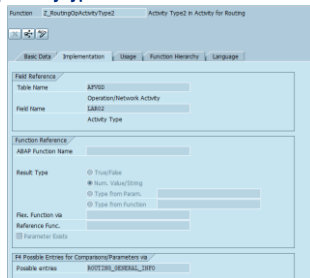 Function Z_RoutingOpActivityType2 Activity Type2 in Activity for Routing
Basic Data Implementation Usage Function Hierarchy Language
Field Reference
Table Name AFVGD
Operation/Network Activity
Field Name LAR02
Activity Type
Function Reference
ABAP Function Name
Result Type True/False
Num. Value/String
Type from Param.
Type from Function
Flex. Function via
Reference Func.
Parameter Exists
F4 Possible Entries for Comparisons/Parameters via
Possible entries ROUTING_GENERAL_INFO